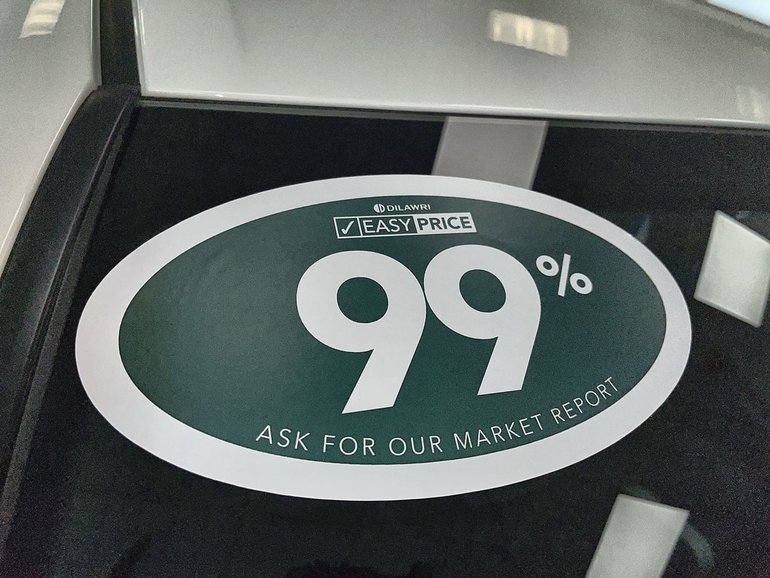 DILAWRI
✓ EASY PRICE
99%
ASK FOR OUR MARKET REPORT